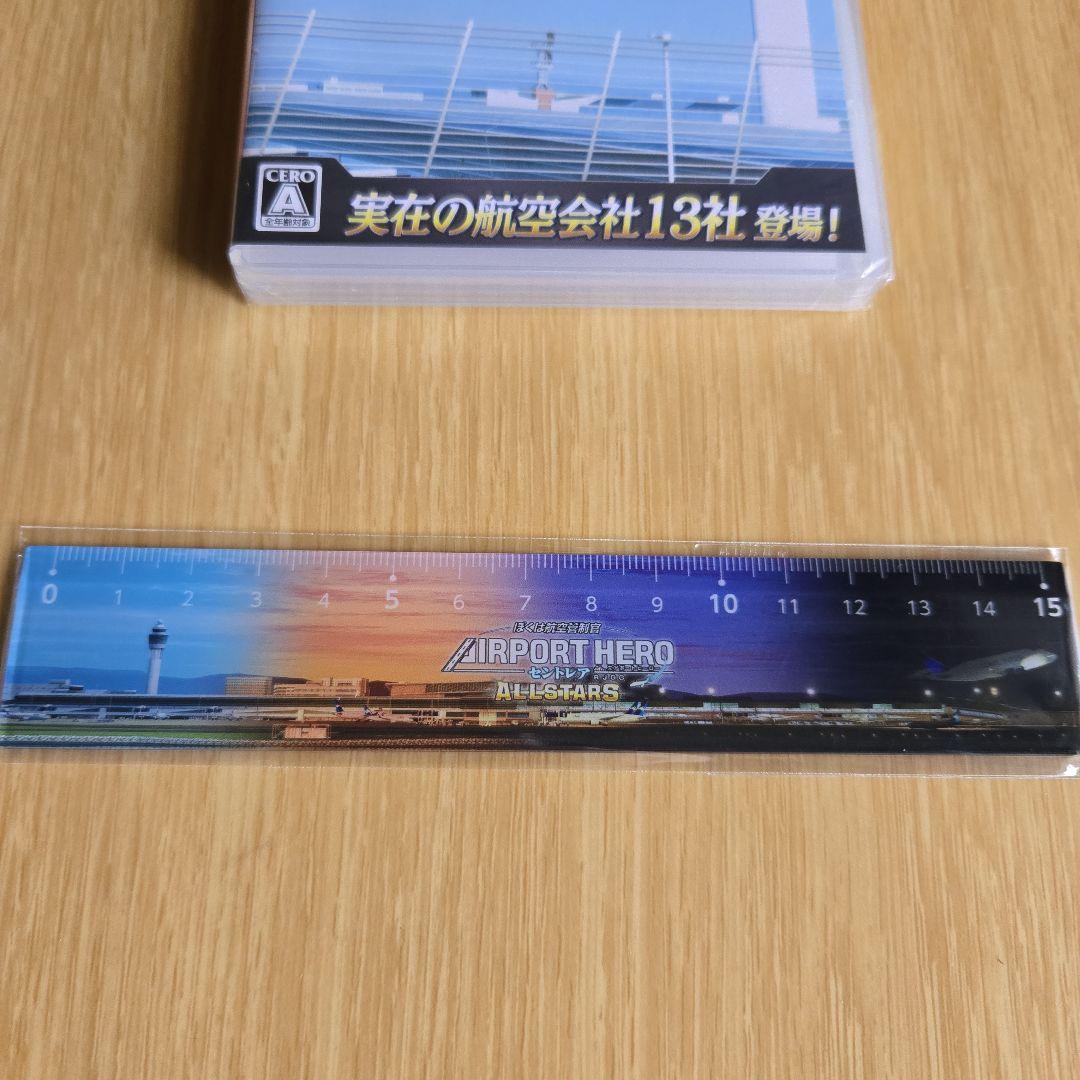 CERO
A
全年齢対象
実在の航空会社13社 登場!
0 1 2 3 4 5 6 7 8 9 10 11 12 13 14 15
ぼくは航空管制官
AIRPORT HERO
セントレア
ALLSTARS